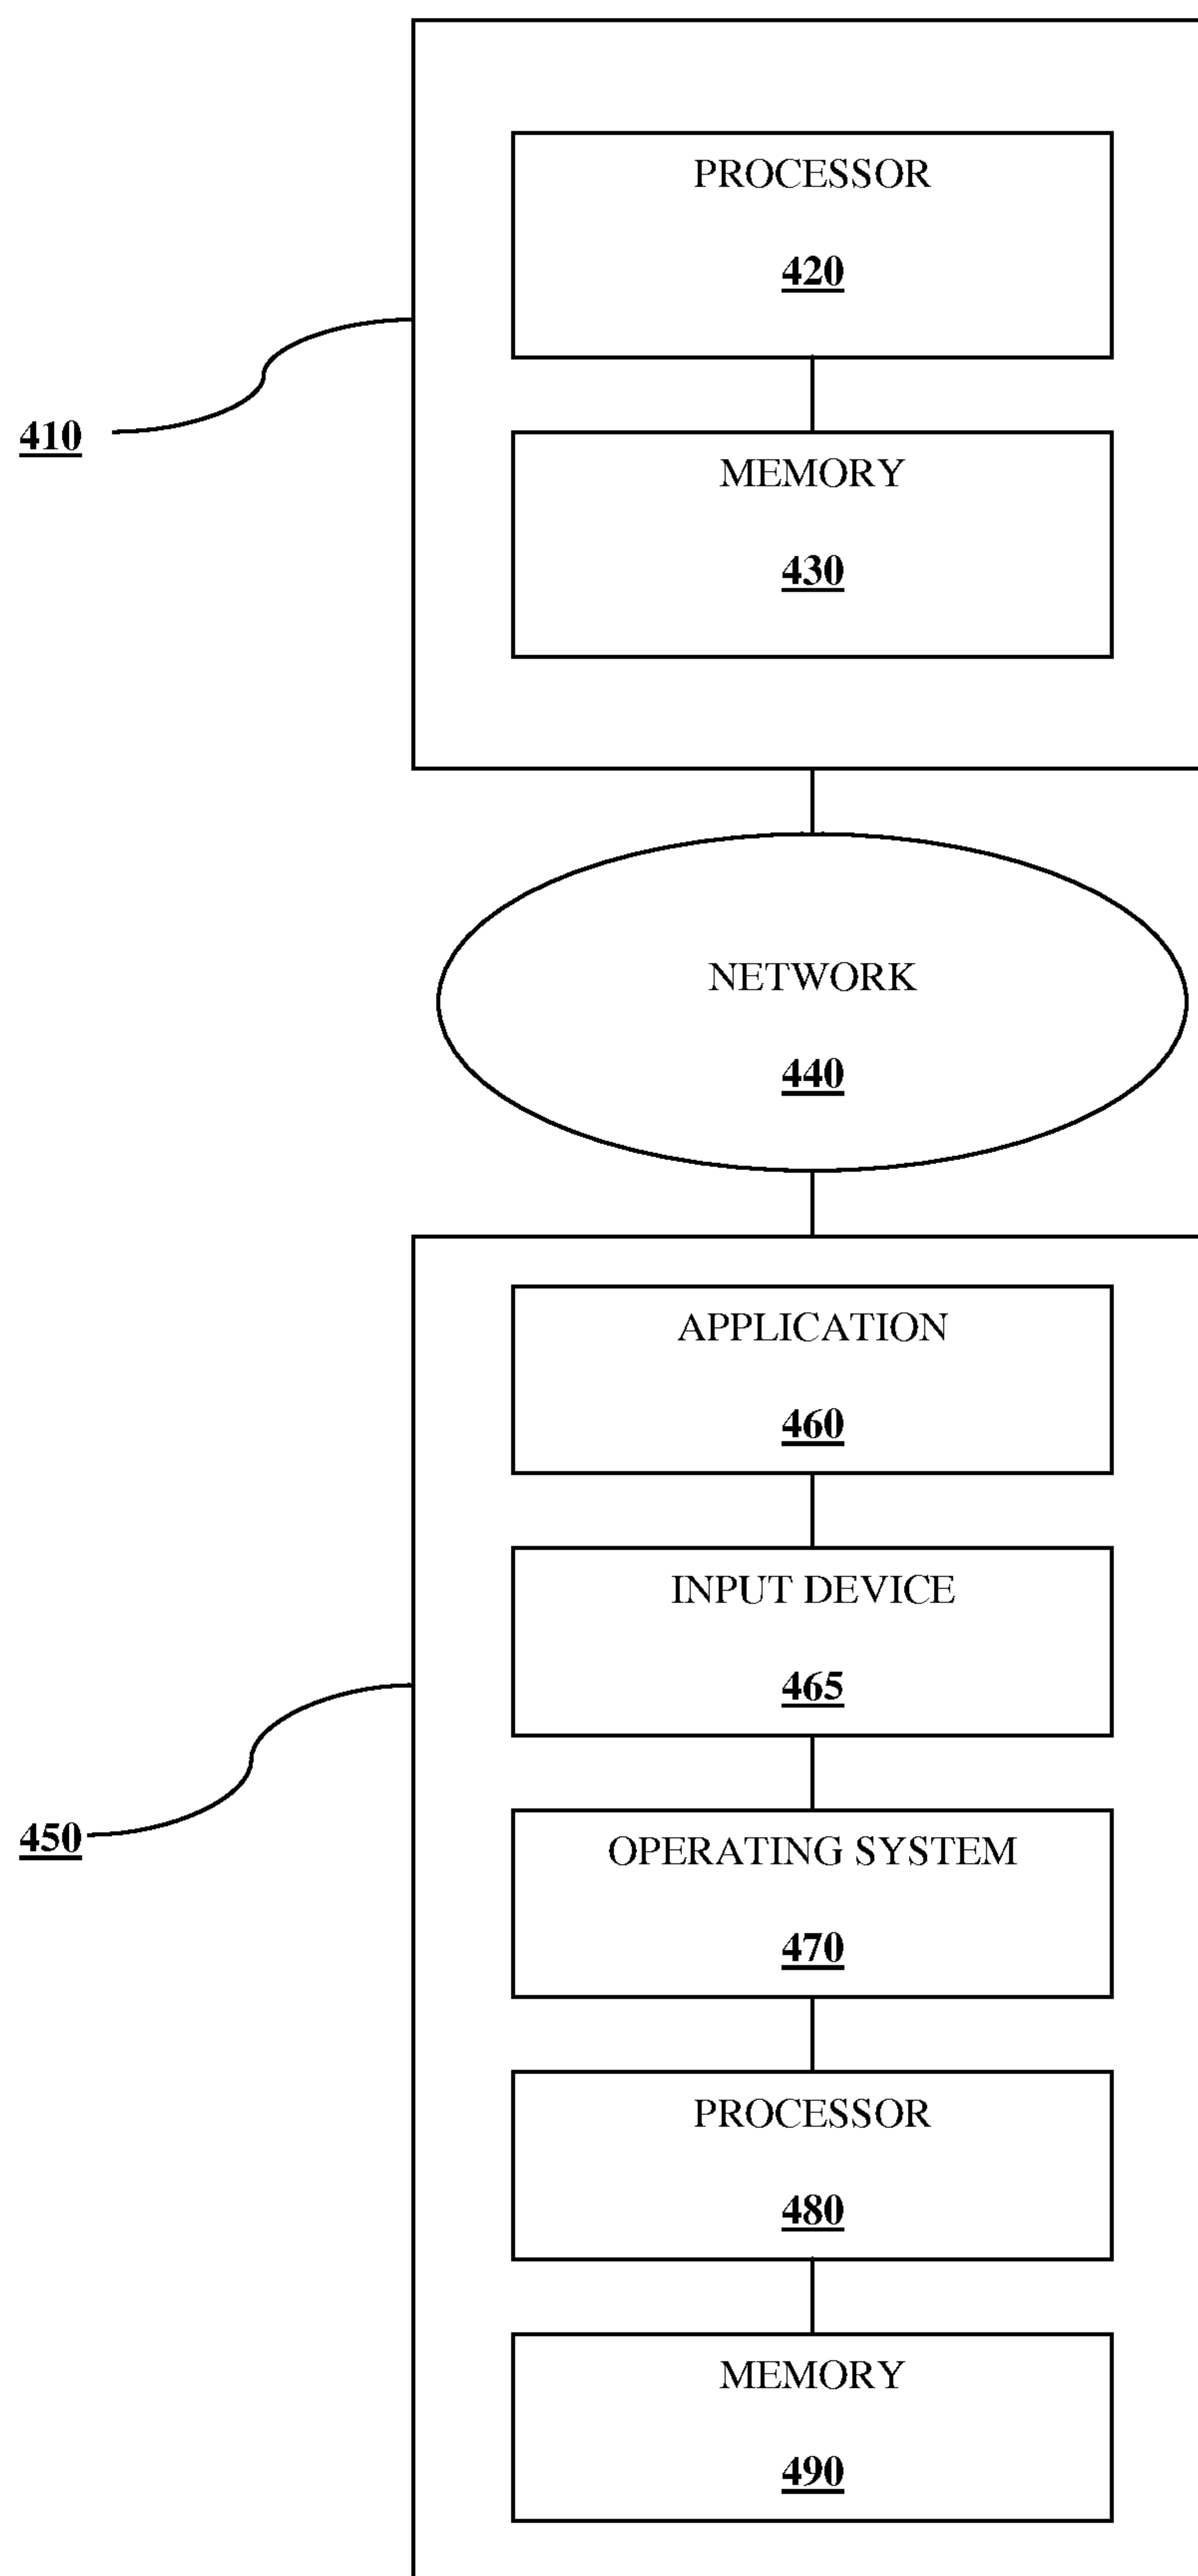 PROCESSOR
420
410
MEMORY
430
NETWORK
440
APPLICATION
460
INPUT DEVICE
465
450
OPERATING SYSTEM
470
PROCESSOR
480
MEMORY
490